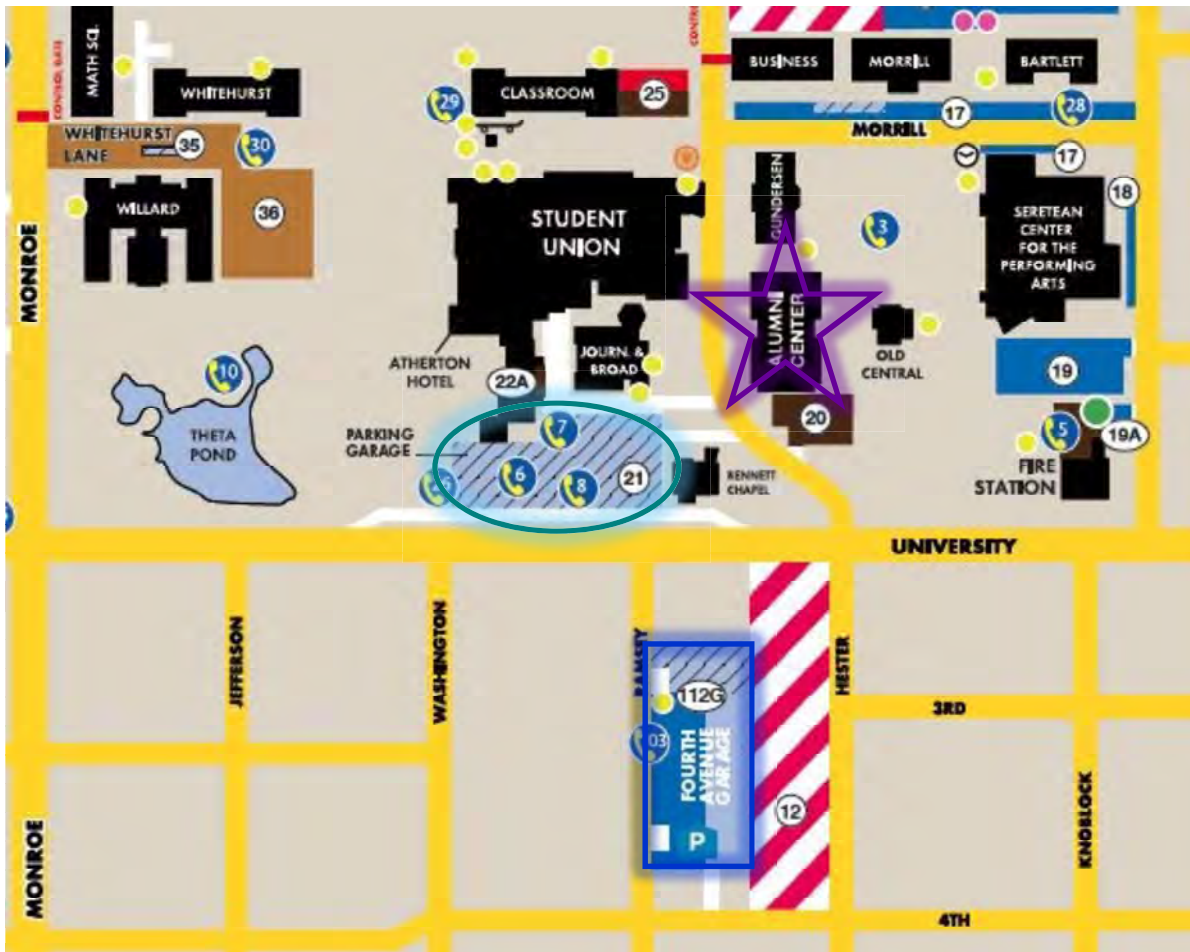 CONTROL GATE
MATH SCI.
WHITEHURST
29
CLASSROOM
25
BUSINESS
MORRILL
BARTLETT
17
28
MORRILL
WHITEHURST
LANE
35
30
WILLARD
36
STUDENT
UNION
GUNDERSEN
3
17
18
SERETEAN
CENTER
FOR THE
PERFORMING
ARTS
MONROE
10
THETA
POND
ATHERTON
HOTEL
22A
JOURN. &
BROAD
ALUMNI
CENTER
OLD
CENTRAL
19
19A
5
FIRE
STATION
20
PARKING
GARAGE
7
6
8
21
BENNETT
CHAPEL
UNIVERSITY
JEFFERSON
WASHINGTON
RAMSEY
HESTER
112G
3RD
FOURTH
AVENUE
GARAGE
P
12
KNOBLOCK
MONROE
4TH